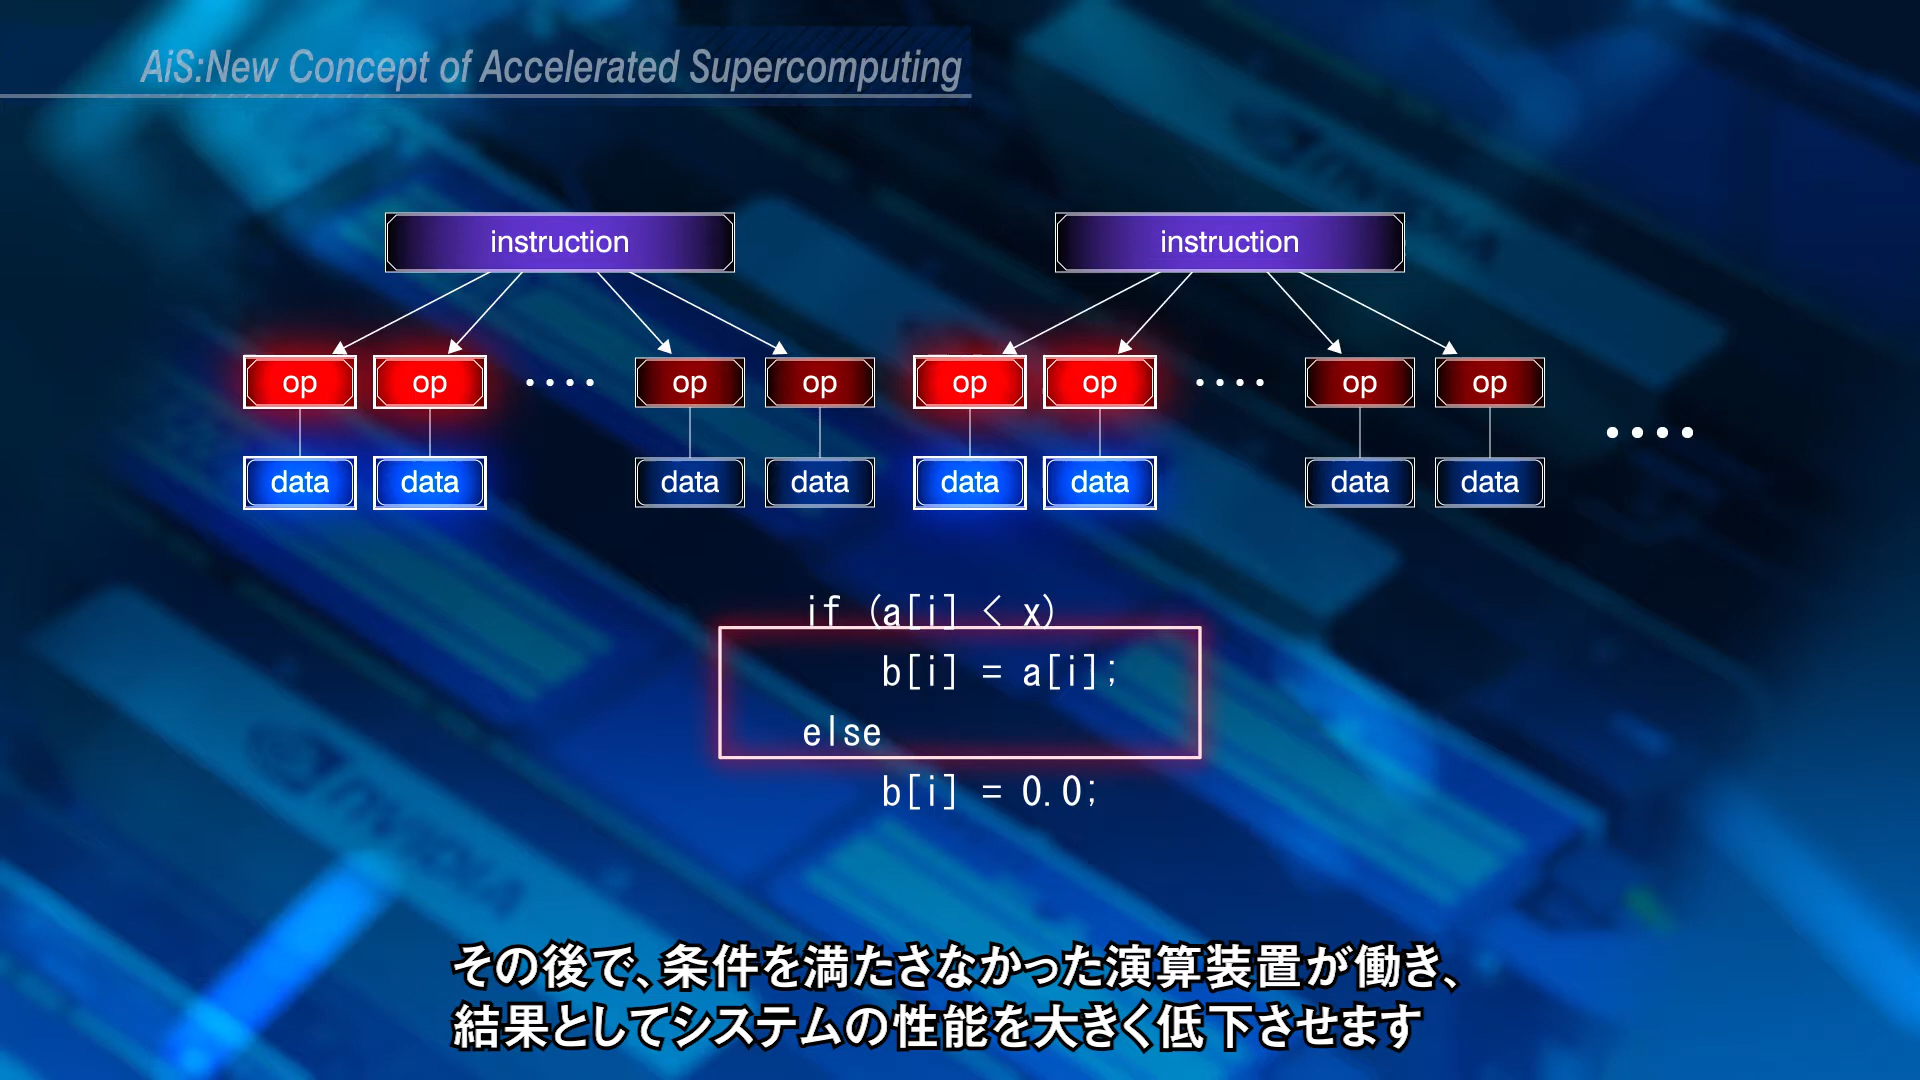 AiS:New Concept of Accelerated Supercomputing
instruction instruction
op op ···· op op op op ···· op op
data data data data data data data data ····
if (a[i] < x)
b[i] = a[i];
else
b[i] = 0.0;
nVIDIA
nVIDIA
その後で、条件を満たさなかった演算装置が働き、
結果としてシステムの性能を大きく低下させます